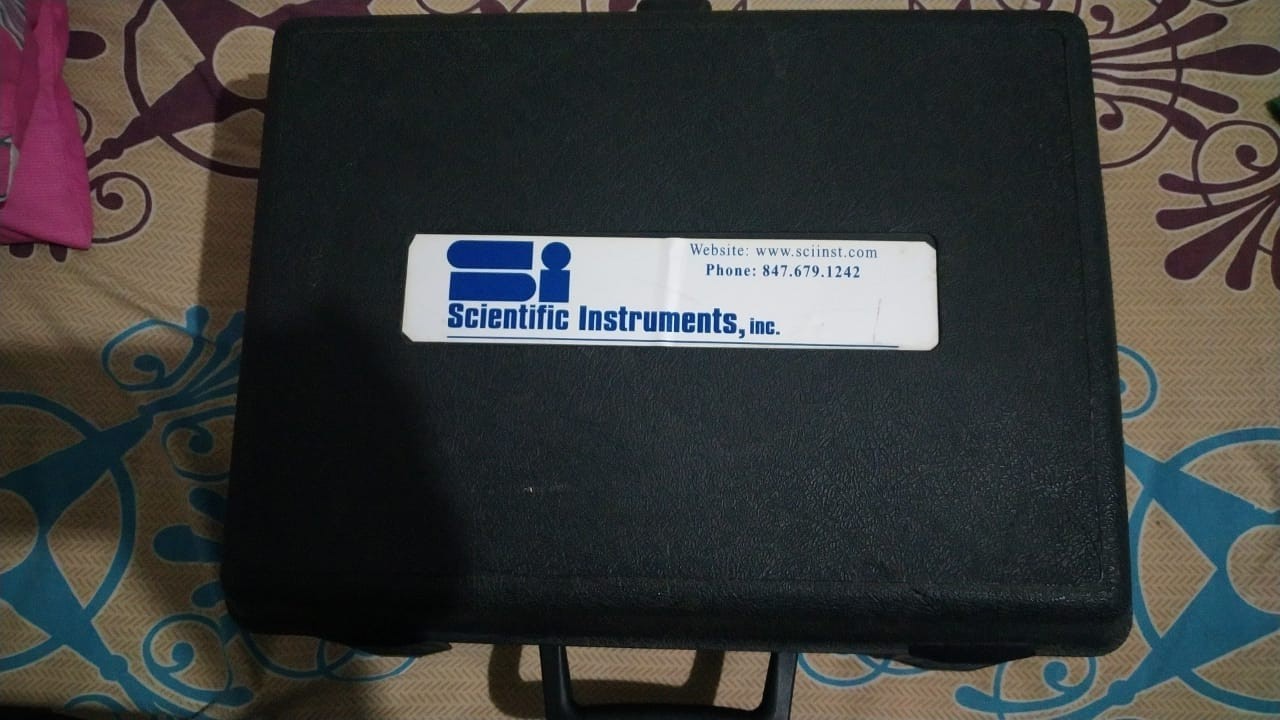 Si
Website: www.sciinst.com
Phone: 847.679.1242
Scientific Instruments, inc.